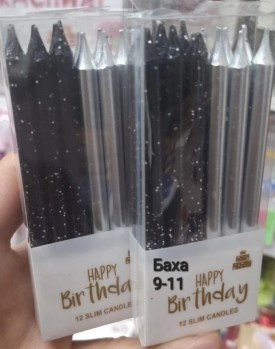 HAPPY
Birthday
12 SLIM CANDLES
Баха
9-11
HAPPY
Birthday
12 SLIM CANDLES